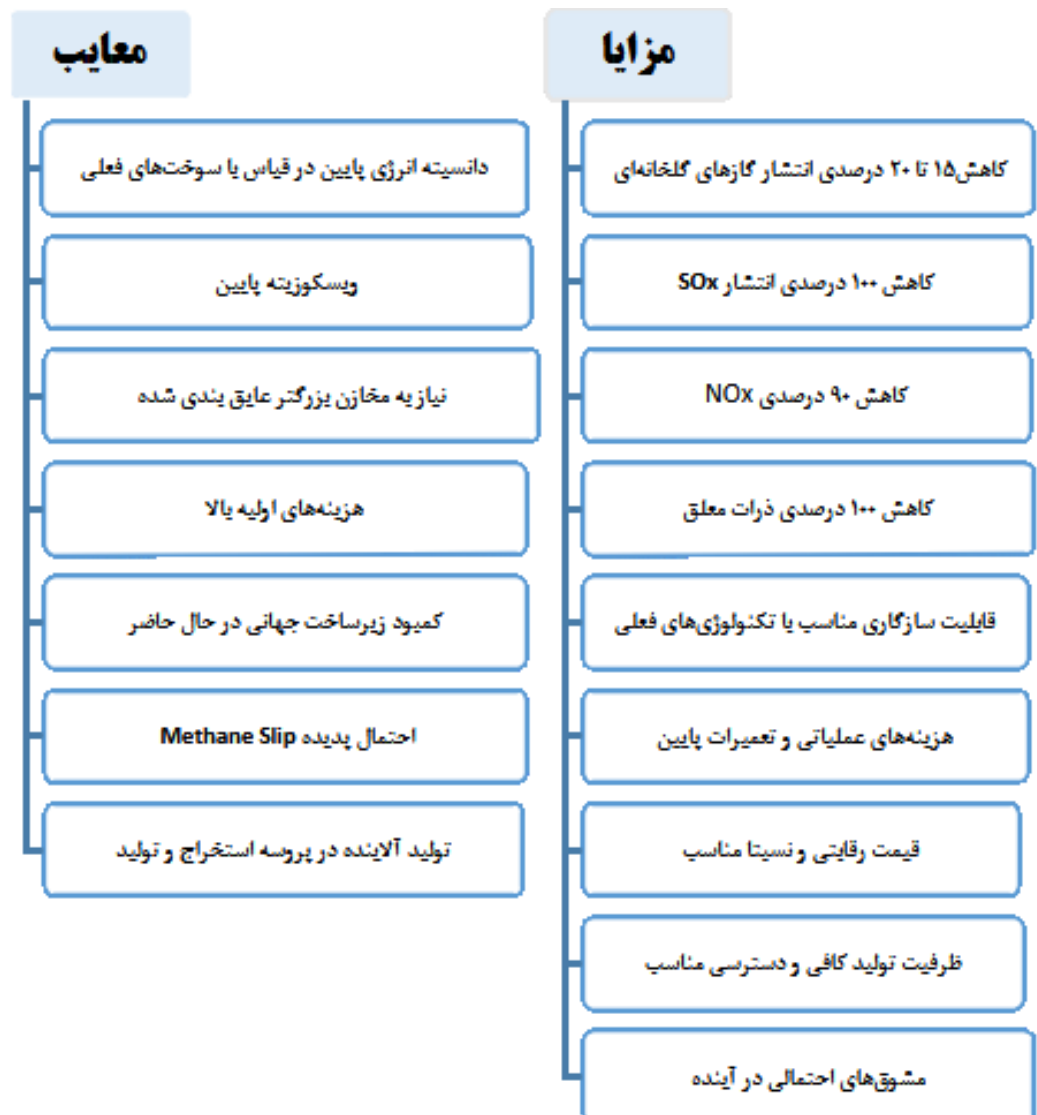 مزایا
کاهش۱۵ تا ۲۰ درصدی انتشار گازهای گلخانه‌ای
کاهش ۱۰۰ درصدی انتشار SOx
کاهش ۹۰ درصدی NOx
کاهش ۱۰۰ درصدی ذرات معلق
قابلیت سازگاری مناسب با تکنولوژی‌های فعلی
هزینه‌های عملیاتی و تعمیرات پایین
قیمت رقابتی و نسبتا مناسب
ظرفیت تولید کافی و دسترسی مناسب
مشوق‌های احتمالی در آینده
معایب
دانسیته انرژی پایین در قیاس با سوخت‌های فعلی
ویسکوزیته پایین
نیاز به مخازن بزرگتر عایق بندی شده
هزینه‌های اولیه بالا
کمبود زیرساخت جهانی در حال حاضر
احتمال پدیده Methane Slip
تولید آلاینده در پروسه استخراج و تولید